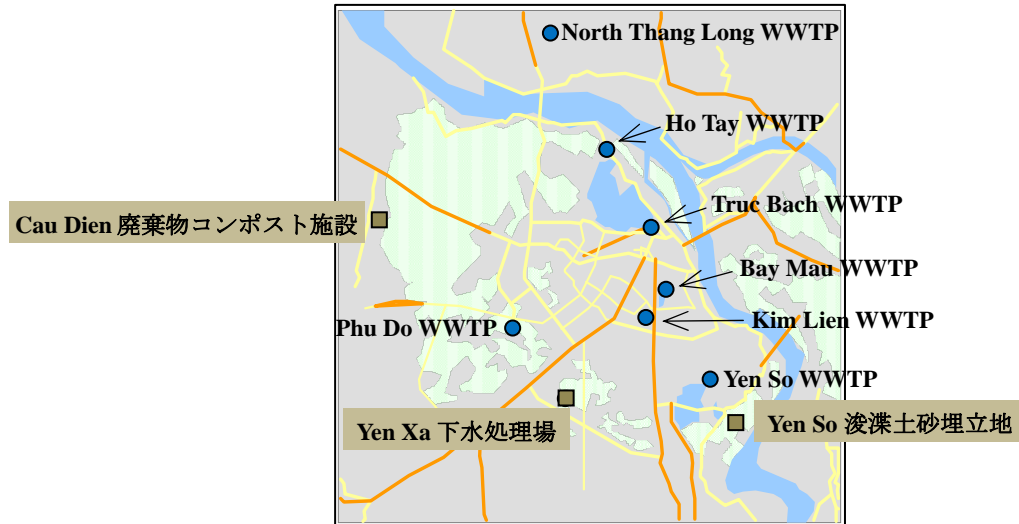 North Thang Long WWTP
Ho Tay WWTP
Truc Bach WWTP
Cau Dien 廃棄物コンポスト施設
Bay Mau WWTP
Kim Lien WWTP
Phu Do WWTP
Yen So WWTP
Yen So 浚渫土砂埋立地
Yen Xa 下水処理場